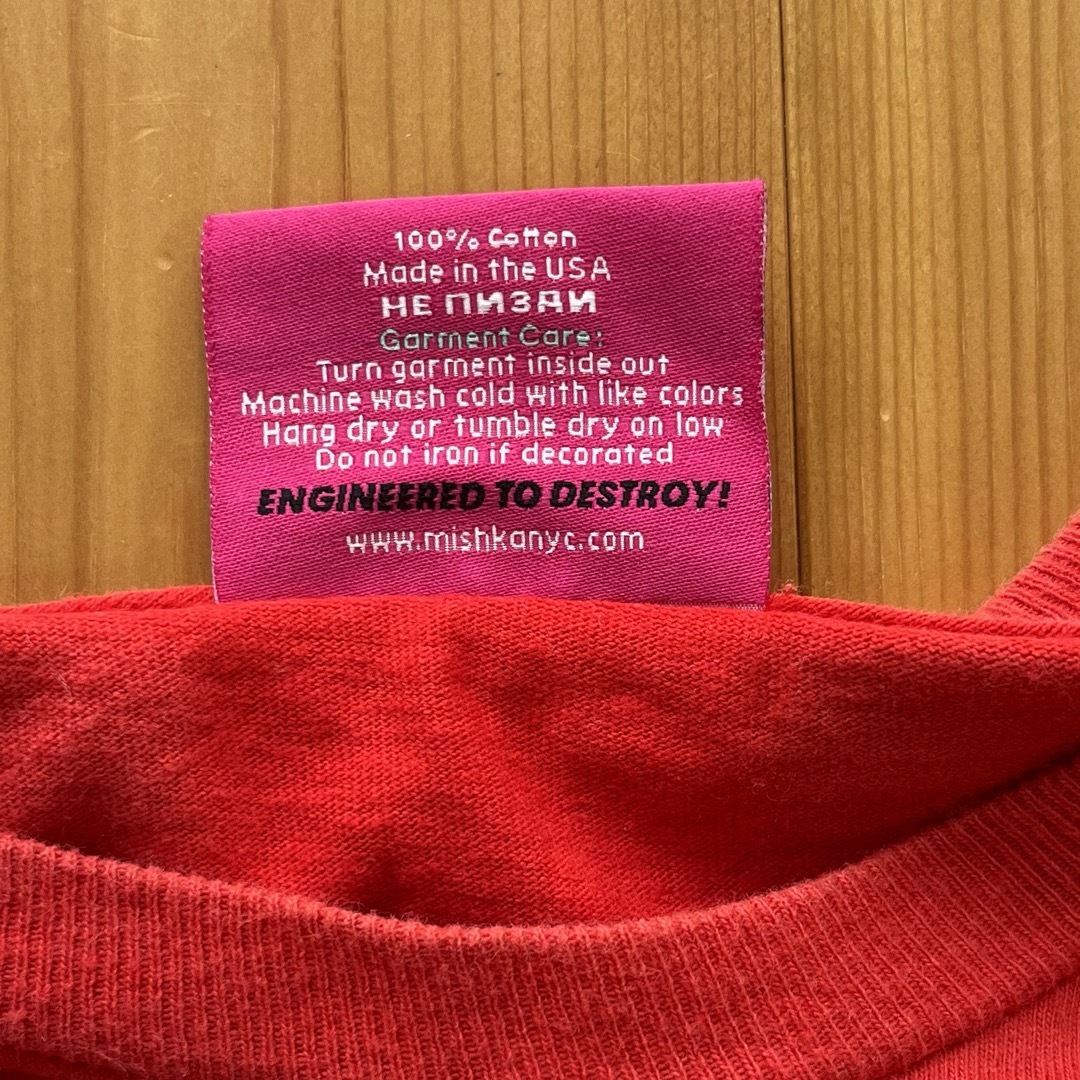 100% Cotton
Made in the USA
НЕ ПИЗДИ
Garment Care:
Turn garment inside out
Machine wash cold with like colors
Hang dry or tumble dry on low
Do not iron if decorated
ENGINEERED TO DESTROY!
www.mishkanyc.com